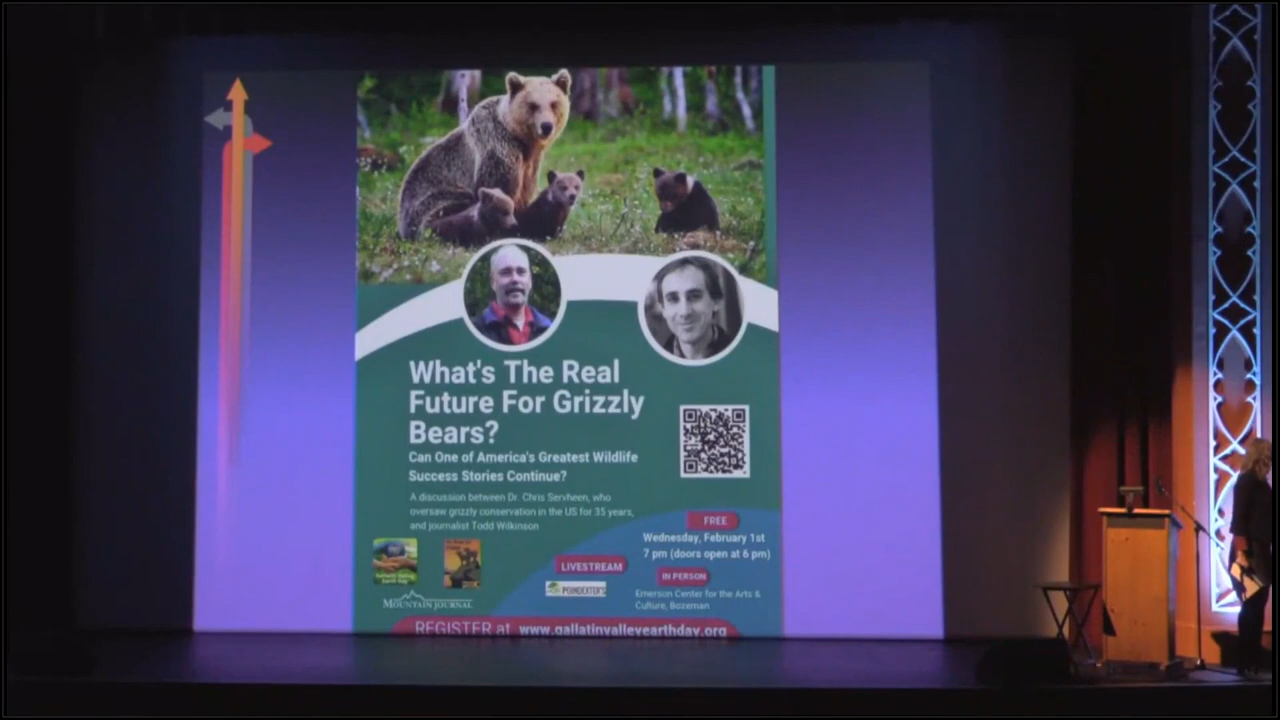 What's The Real
Future For Grizzly
Bears?
Can One of America's Greatest Wildlife
Success Stories Continue?
A discussion between Dr. Chris Servheen, who
oversaw grizzly conservation in the US for 35 years,
and journalist Todd Wilkinson
FREE
Wednesday, February 1st
7 pm (doors open at 6 pm)
LIVESTREAM
IN PERSON
POINDEXTER'S
Emerson Center for the Arts &
Culture, Bozeman
MOUNTAIN JOURNAL
REGISTER at www.gallatinvalleyearthday.org